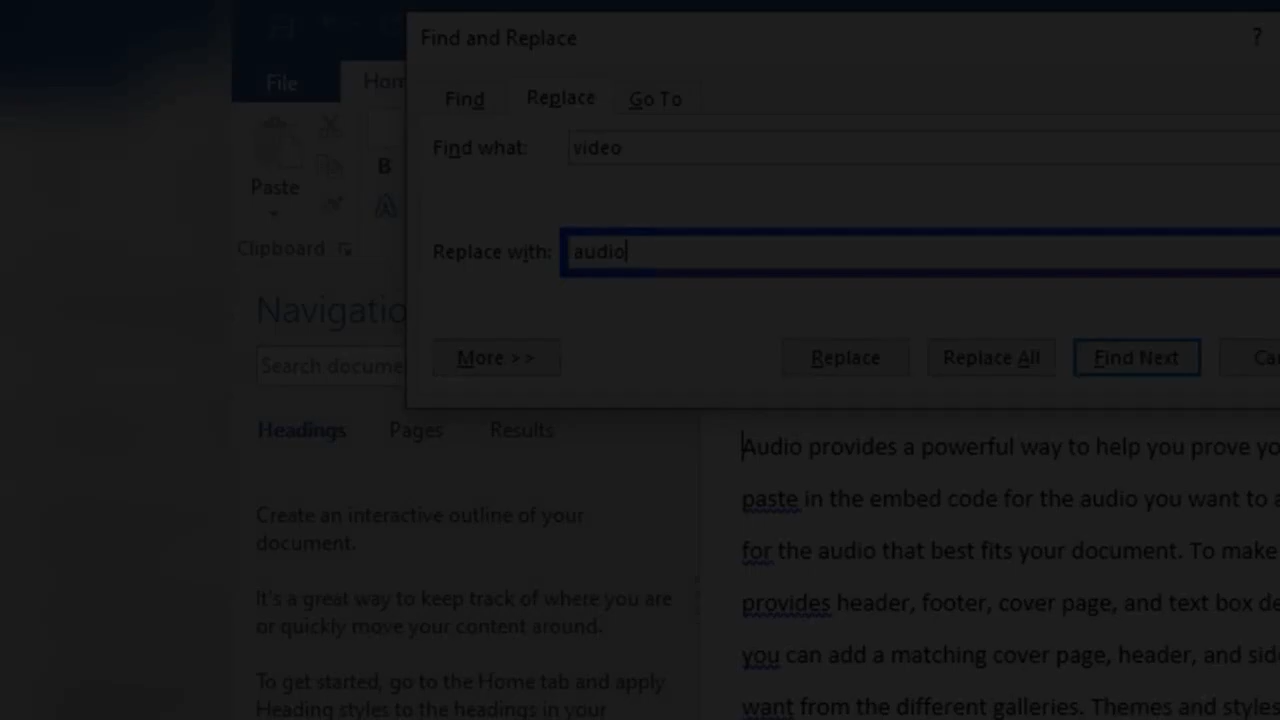 Find and Replace ?
File Hom
Find Replace Go To
Find what: video
B
Paste
A
Replace with: audio
Clipboard
Navigatio
More >> Replace Replace All Find Next Ca
Search docume
Headings Pages Results
Create an interactive outline of your
document.
It's a great way to keep track of where you are
or quickly move your content around.
To get started, go to the Home tab and apply
Heading styles to the headings in your
Audio provides a powerful way to help you prove yo
paste in the embed code for the audio you want to a
for the audio that best fits your document. To make
provides header, footer, cover page, and text box de
you can add a matching cover page, header, and sid
want from the different galleries. Themes and styles